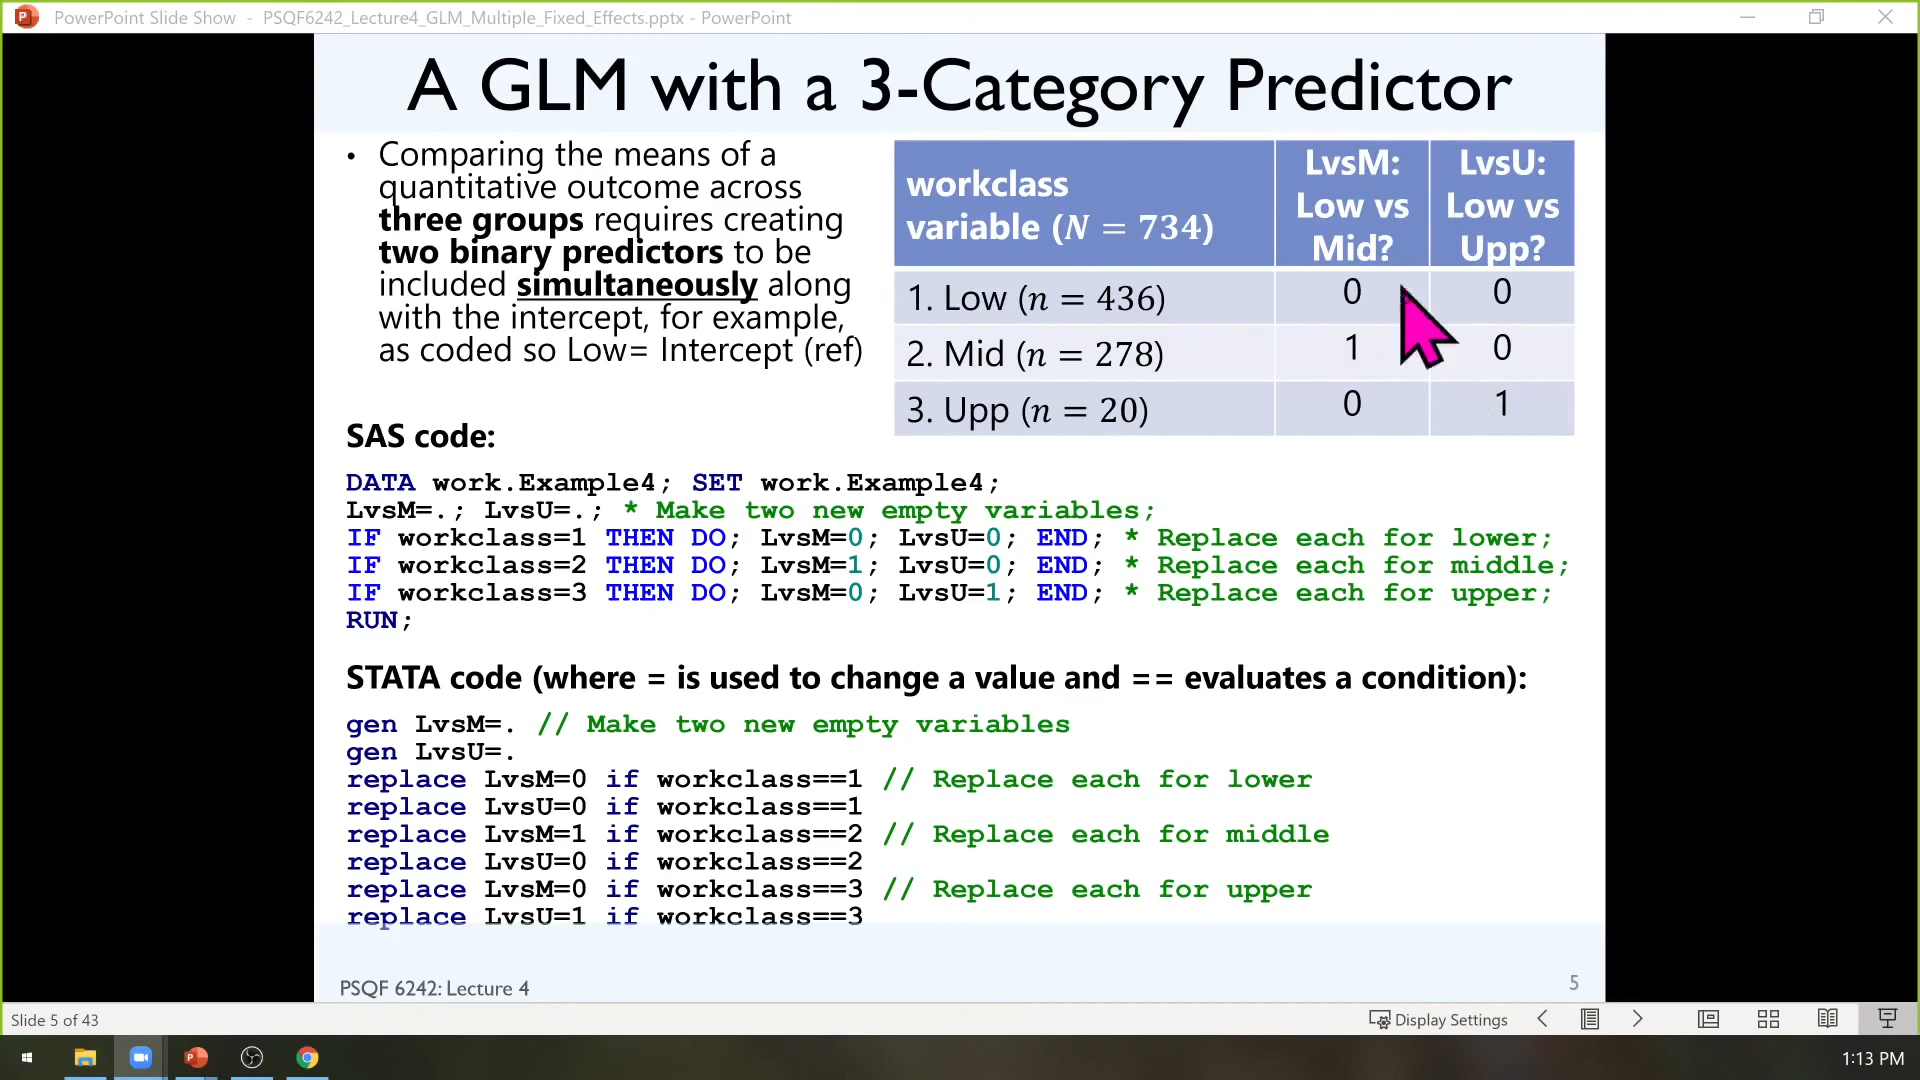 PowerPoint Slide Show - PSQF6242_Lecture4_GLM_Multiple_Fixed_Effects.pptx - PowerPoint
A GLM with a 3-Category Predictor
• Comparing the means of a
quantitative outcome across
three groups requires creating
two binary predictors to be
included simultaneously along
with the intercept, for example,
as coded so Low= Intercept (ref)
workclass
variable (N = 734)
LvsM:
Low vs
Mid?
LvsU:
Low vs
Upp?
1. Low (n = 436) 0 0
2. Mid (n = 278) 1 0
3. Upp (n = 20) 0 1
SAS code:
DATA work.Example4; SET work.Example4;
LvsM=.; LvsU=.; * Make two new empty variables;
IF workclass=1 THEN DO; LvsM=0; LvsU=0; END; * Replace each for lower;
IF workclass=2 THEN DO; LvsM=1; LvsU=0; END; * Replace each for middle;
IF workclass=3 THEN DO; LvsM=0; LvsU=1; END; * Replace each for upper;
RUN;
STATA code (where = is used to change a value and == evaluates a condition):
gen LvsM=. // Make two new empty variables
gen LvsU=.
replace LvsM=0 if workclass==1 // Replace each for lower
replace LvsU=0 if workclass==1
replace LvsM=1 if workclass==2 // Replace each for middle
replace LvsU=0 if workclass==2
replace LvsM=0 if workclass==3 // Replace each for upper
replace LvsU=1 if workclass==3
PSQF 6242: Lecture 4
5
Slide 5 of 43
Display Settings
1:13 PM